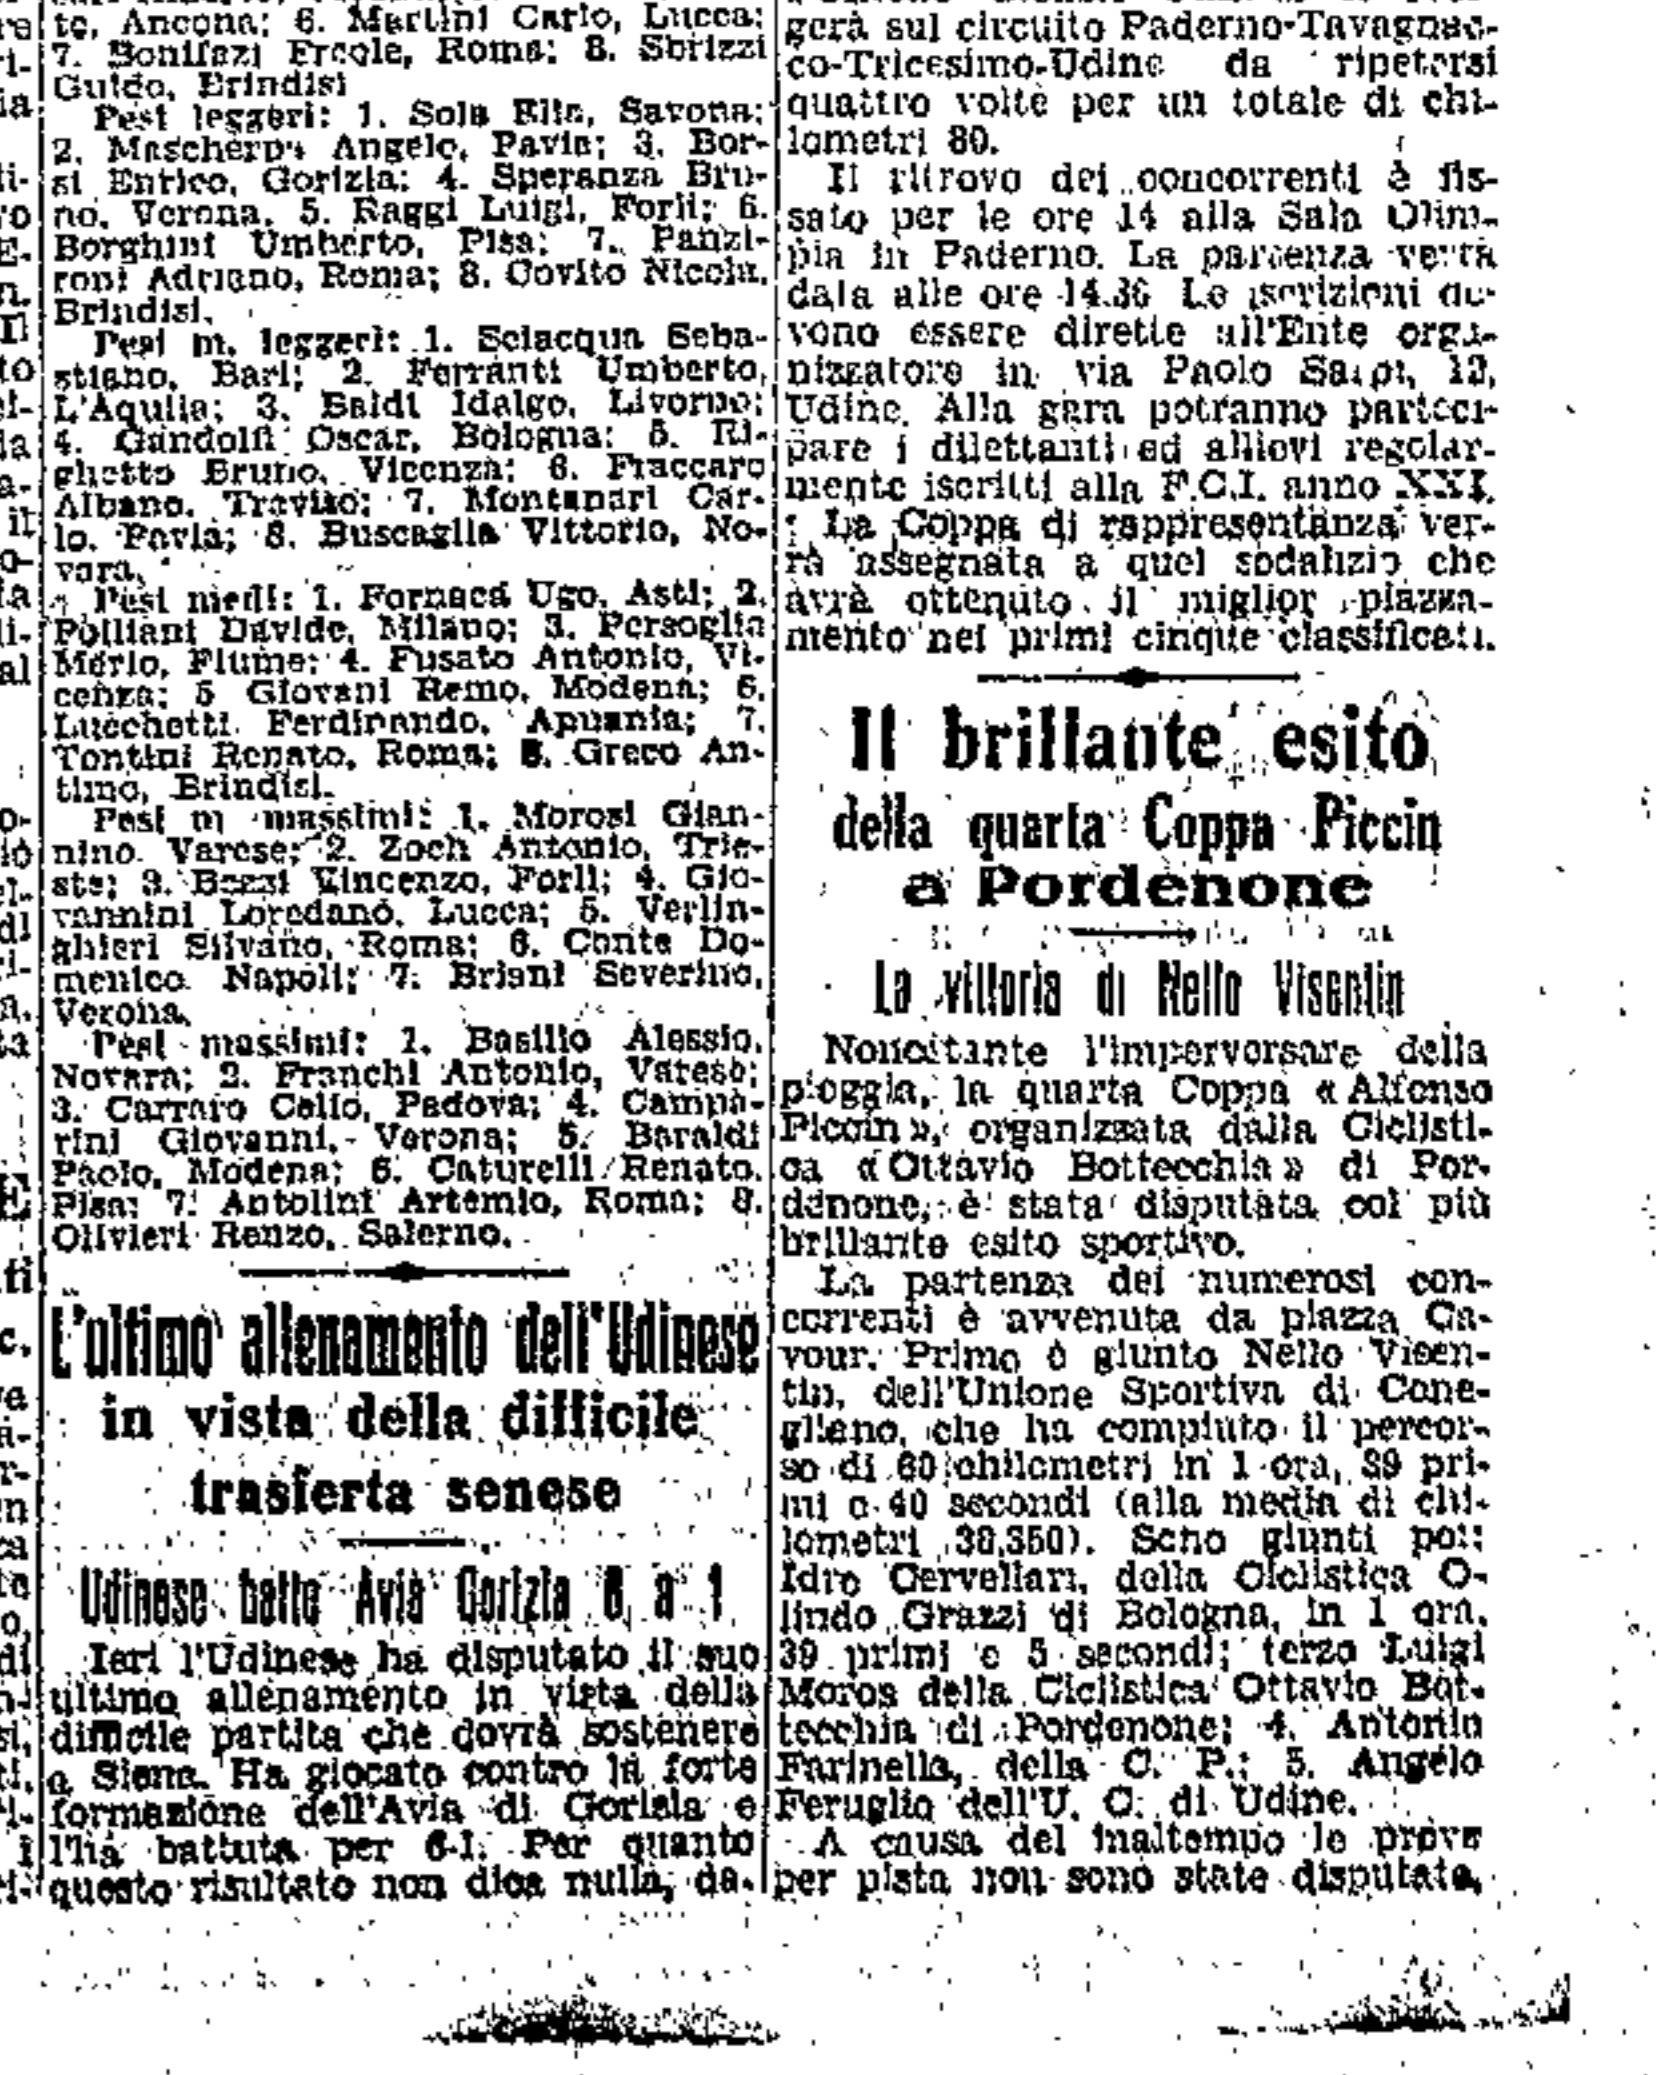 te, Ancona; 6. Martini Carlo, Lucca;
7. Bonifazi Ercole, Roma; 8. Sbrizzi
Guido, Brindisi
Pesi leggeri: 1. Sola Elia, Savona;
2. Mascherpa Angelo, Pavia; 3. Bor-
si Enrico, Gorizia; 4. Speranza Bru-
no, Verona, 5. Raggi Luigi, Forlì; 6.
Borghini Umberto, Pisa; 7. Panzi-
roni Adriano, Roma; 8. Covito Nicola,
Brindisi.
Pesi m. leggeri: 1. Sciacqua Seba-
stiano, Bari; 2. Ferranti Umberto,
L'Aquila; 3. Baldi Idalgo, Livorno;
4. Gandolfi Oscar, Bologna; 5. Ri-
ghetto Bruno, Vicenza; 6. Fraccaro
Albano, Treviso; 7. Montanari Car-
lo, Pavia; 8. Buscaglia Vittorio, No-
vara.
Pesi medi: 1. Fornaca Ugo, Asti; 2.
Polliani Davide, Milano; 3. Persoglia
Mario, Fiume; 4. Fusato Antonio, Vi-
cenza; 5 Giovani Remo, Modena; 6.
Lucchetti Ferdinando, Apuania; 7.
Tontini Renato, Roma; 8. Greco An-
timo, Brindisi.
Pesi m massimi: 1. Morosi Gian-
nino, Varese; 2. Zoch Antonio, Trie-
ste; 3. Bozzi Vincenzo, Forlì; 4. Gio-
vannini Loredano, Lucca; 5. Verlin-
ghieri Silvano, Roma; 6. Conte Do-
menico Napoli; 7. Briani Severino,
Verona.
Pesi massimi: 1. Basilio Alessio,
Novara; 2. Franchi Antonio, Varese;
3. Carraro Celio, Padova; 4. Campa-
rini Giovanni, Verona; 5. Baraldi
Paolo, Modena; 6. Caturelli Renato,
Pisa; 7. Antolini Artemio, Roma; 8.
Olivieri Renzo, Salerno.
L'ultimo allenamento dell'Udinese
in vista della difficile
trasferta senese
Udinese batte Avia Gorizia 6 a 1
Ieri l'Udinese ha disputato il suo
ultimo allenamento in vista della
difficile partita che dovrà sostenere
a Siena. Ha giocato contro la forte
formazione dell'Avia di Gorizia e
l'ha battuta per 6-1. Per quanto
questo risultato non dica nulla, da-
gerà sul circuito Paderno-Tavagnac-
co-Tricesimo-Udine da ripetersi
quattro volte per un totale di chi-
lometri 80.
Il ritrovo dei concorrenti è fis-
sato per le ore 14 alla Sala Olim-
pia in Paderno. La partenza verrà
data alle ore 14.30 Le iscrizioni de-
vono essere dirette all'Ente orga-
nizzatore in via Paolo Sarpi, 12,
Udine. Alla gara potranno parteci-
pare i dilettanti ed allievi regolar-
mente iscritti alla F.C.I. anno XXI.
La Coppa di rappresentanza ver-
rà assegnata a quel sodalizio che
avrà ottenuto il miglior piazza-
mento nei primi cinque classificati.
Il brillante esito
della quarta Coppa Piccin
a Pordenone
La vittoria di Nello Visentin
Nonostante l'imperversare della
pioggia, la quarta Coppa « Alfonso
Piccin », organizzata dalla Ciclisti-
ca « Ottavio Bottecchia » di Por-
denone, è stata disputata col più
brillante esito sportivo.
La partenza dei numerosi con-
correnti è avvenuta da piazza Ca-
vour. Primo è giunto Nello Visen-
tin, dell'Unione Sportiva di Cone-
gliano, che ha compiuto il percor-
so di 60 chilometri in 1 ora, 39 pri-
mi e 40 secondi (alla media di chi-
lometri 38,350). Sono giunti poi:
Idro Cervellari, della Ciclistica O-
lindo Grazzi di Bologna, in 1 ora,
39 primi e 5 secondi; terzo Luigi
Moros della Ciclistica Ottavio Bot-
tecchia di Pordenone; 4. Antonio
Farinella, della C. P.; 5. Angelo
Feruglio dell'U. C. di Udine.
A causa del maltempo le prove
per pista non sono state disputate.